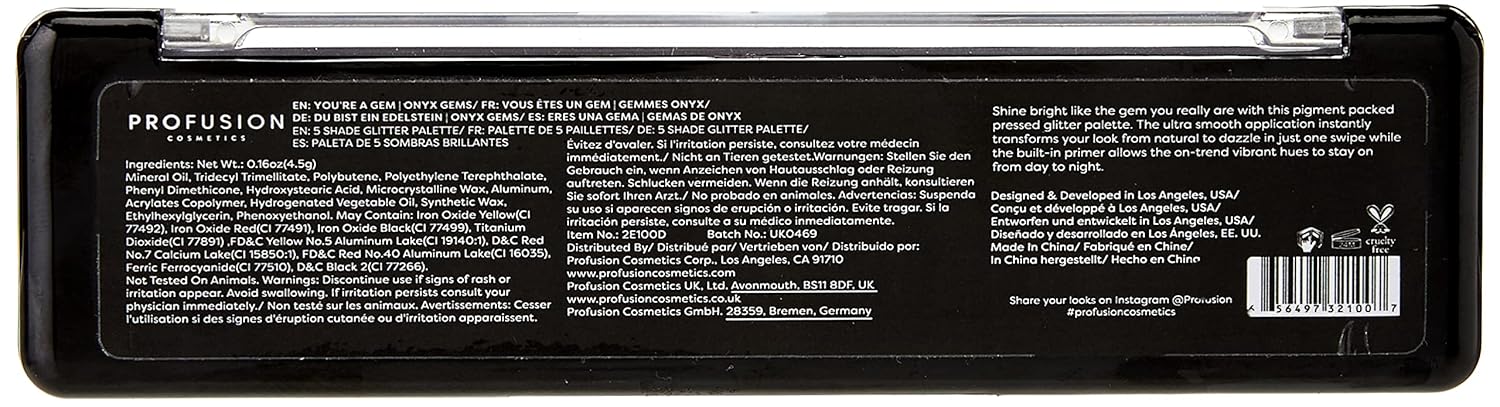 PROFUSION
COSMETICS
EN: YOU'RE A GEM | ONYX GEMS/ FR: VOUS ÊTES UN GEM | GEMMES ONYX/
DE: DU BIST EIN EDELSTEIN | ONYX GEMS/ ES: ERES UNA GEMA | GEMAS DE ONYX
EN: 5 SHADE GLITTER PALETTE/ FR: PALETTE DE 5 PAILLETTES/ DE: 5 SHADE GLITTER PALETTE/
ES: PALETA DE 5 SOMBRAS BRILLANTES
Ingredients: Net Wt.: 0.16oz(4.5g)
Mineral Oil, Tridecyl Trimellitate, Polybutene, Polyethylene Terephthalate,
Phenyl Dimethicone, Hydroxystearic Acid, Microcrystalline Wax, Aluminum,
Acrylates Copolymer, Hydrogenated Vegetable Oil, Synthetic Wax,
Ethylhexylglycerin, Phenoxyethanol. May Contain: Iron Oxide Yellow(CI
77492), Iron Oxide Red(CI 77491), Iron Oxide Black(CI 77499), Titanium
Dioxide(CI 77891) ,FD&C Yellow No.5 Aluminum Lake(CI 19140:1), D&C Red
No.7 Calcium Lake(CI 15850:1), FD&C Red No.40 Aluminum Lake(CI 16035),
Ferric Ferrocyanide(CI 77510), D&C Black 2(CI 77266).
Not Tested On Animals. Warnings: Discontinue use if signs of rash or
irritation appear. Avoid swallowing. If irritation persists consult your
physician immediately./ Non testé sur les animaux. Avertissements: Cesser
l'utilisation si des signes d'éruption cutanée ou d'irritation apparaissent.
Évitez d'avaler. Si l'irritation persiste, consultez votre médecin
immédiatement./ Nicht an Tieren getestet.Warnungen: Stellen Sie den
Gebrauch ein, wenn Anzeichen von Hautausschlag oder Reizung
auftreten. Schlucken vermeiden. Wenn die Reizung anhält, konsultieren
Sie sofort Ihren Arzt./ No probado en animales. Advertencias: Suspenda
su uso si aparecen signos de erupción o irritación. Evite tragar. Si la
irritación persiste, consulte a su médico inmediatamente.
Item No.: 2E100D Batch No.: UK0469
Distributed By/ Distribué par/ Vertrieben von/ Distribuido por:
Profusion Cosmetics Corp., Los Angeles, CA 91710
www.profusioncosmetics.com
Profusion Cosmetics UK, Ltd. Avonmouth, BS11 8DF, UK
www.profusioncosmetics.co.uk
Profusion Cosmetics GmbH. 28359, Bremen, Germany
Shine bright like the gem you really are with this pigment packed
pressed glitter palette. The ultra smooth application instantly
transforms your look from natural to dazzle in just one swipe while
the built-in primer allows the on-trend vibrant hues to stay on
from day to night.
Designed & Developed in Los Angeles, USA/
Conçu et développé à Los Angeles, USA/
Entworfen und entwickelt in Los Angeles, USA/
Diseñado y desarrollado en Los Angeles, EE. UU.
Made In China/ Fabriqué en Chine/
In China hergestellt/ Hecho en China
24M
cruelty
free
Share your looks on Instagram @Profusion
#profusioncosmetics
56497 32100 7